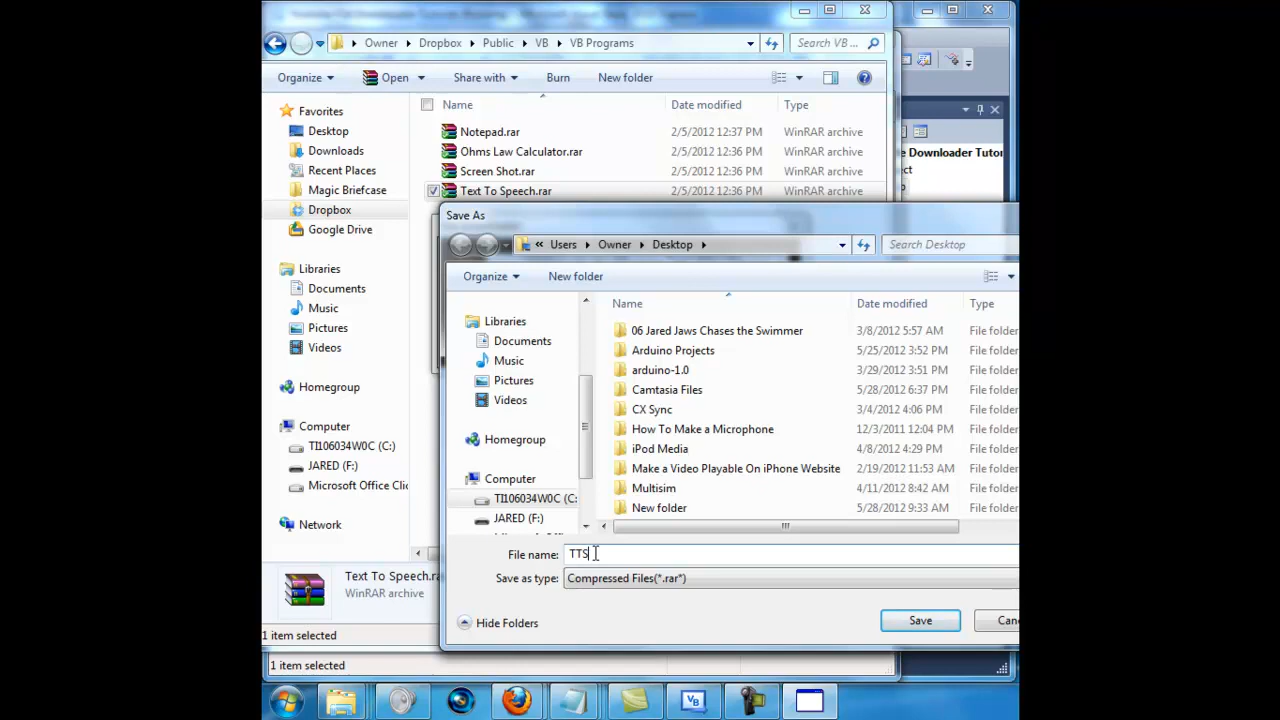 Owner Dropbox Public VB VB Programs Search VB ...
Organize Open Share with Burn New folder
Favorites
Desktop
Downloads
Recent Places
Magic Briefcase
Dropbox
Google Drive
Libraries
Documents
Music
Pictures
Videos
Homegroup
Computer
TI106034W0C (C:)
JARED (F:)
Microsoft Office Clic
Network
Name Date modified Type
Notepad.rar 2/5/2012 12:37 PM WinRAR archive
Ohms Law Calculator.rar 2/5/2012 12:36 PM WinRAR archive
Screen Shot.rar 2/5/2012 12:36 PM WinRAR archive
Text To Speech.rar 2/5/2012 12:36 PM WinRAR archive
e Downloader Tutor
ect
Save As
« Users Owner Desktop Search Desktop
Organize New folder
Libraries
Documents
Music
Pictures
Videos
Homegroup
Computer
TI106034W0C (C:
JARED (F:)
Name Date modified Type
06 Jared Jaws Chases the Swimmer 3/8/2012 5:57 AM File folder
Arduino Projects 5/25/2012 3:52 PM File folder
arduino-1.0 3/29/2012 3:51 PM File folder
Camtasia Files 5/28/2012 6:37 PM File folder
CX Sync 3/4/2012 4:06 PM File folder
How To Make a Microphone 12/3/2011 12:04 PM File folder
iPod Media 4/8/2012 4:29 PM File folder
Make a Video Playable On iPhone Website 2/19/2012 11:53 AM File folder
Multisim 4/11/2012 8:42 AM File folder
New folder 5/28/2012 9:33 AM File folder
File name: TTS
Save as type: Compressed Files(*.rar*)
Hide Folders Save Canc
Text To Speech.ra
WinRAR archive
1 item selected
1 item selected
VB